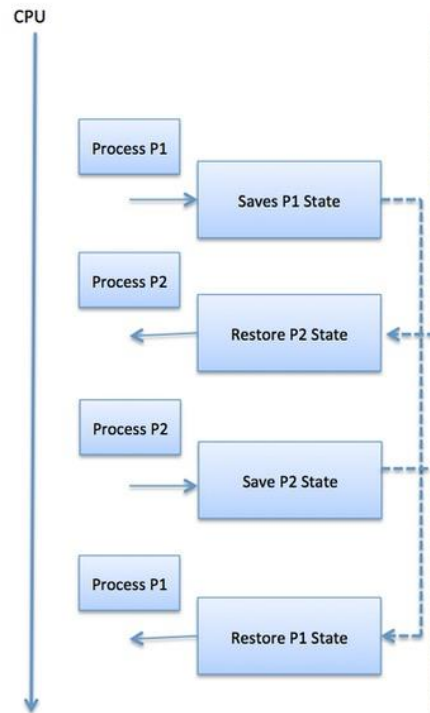 CPU
Process P1
Saves P1 State
Process P2
Restore P2 State
Process P2
Save P2 State
Process P1
Restore P1 State